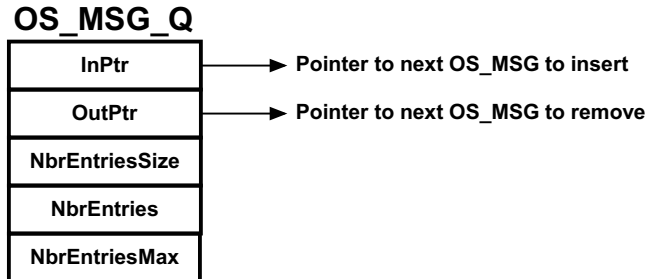 OS_MSG_Q
InPtr Pointer to next OS_MSG to insert
OutPtr Pointer to next OS_MSG to remove
NbrEntriesSize
NbrEntries
NbrEntriesMax